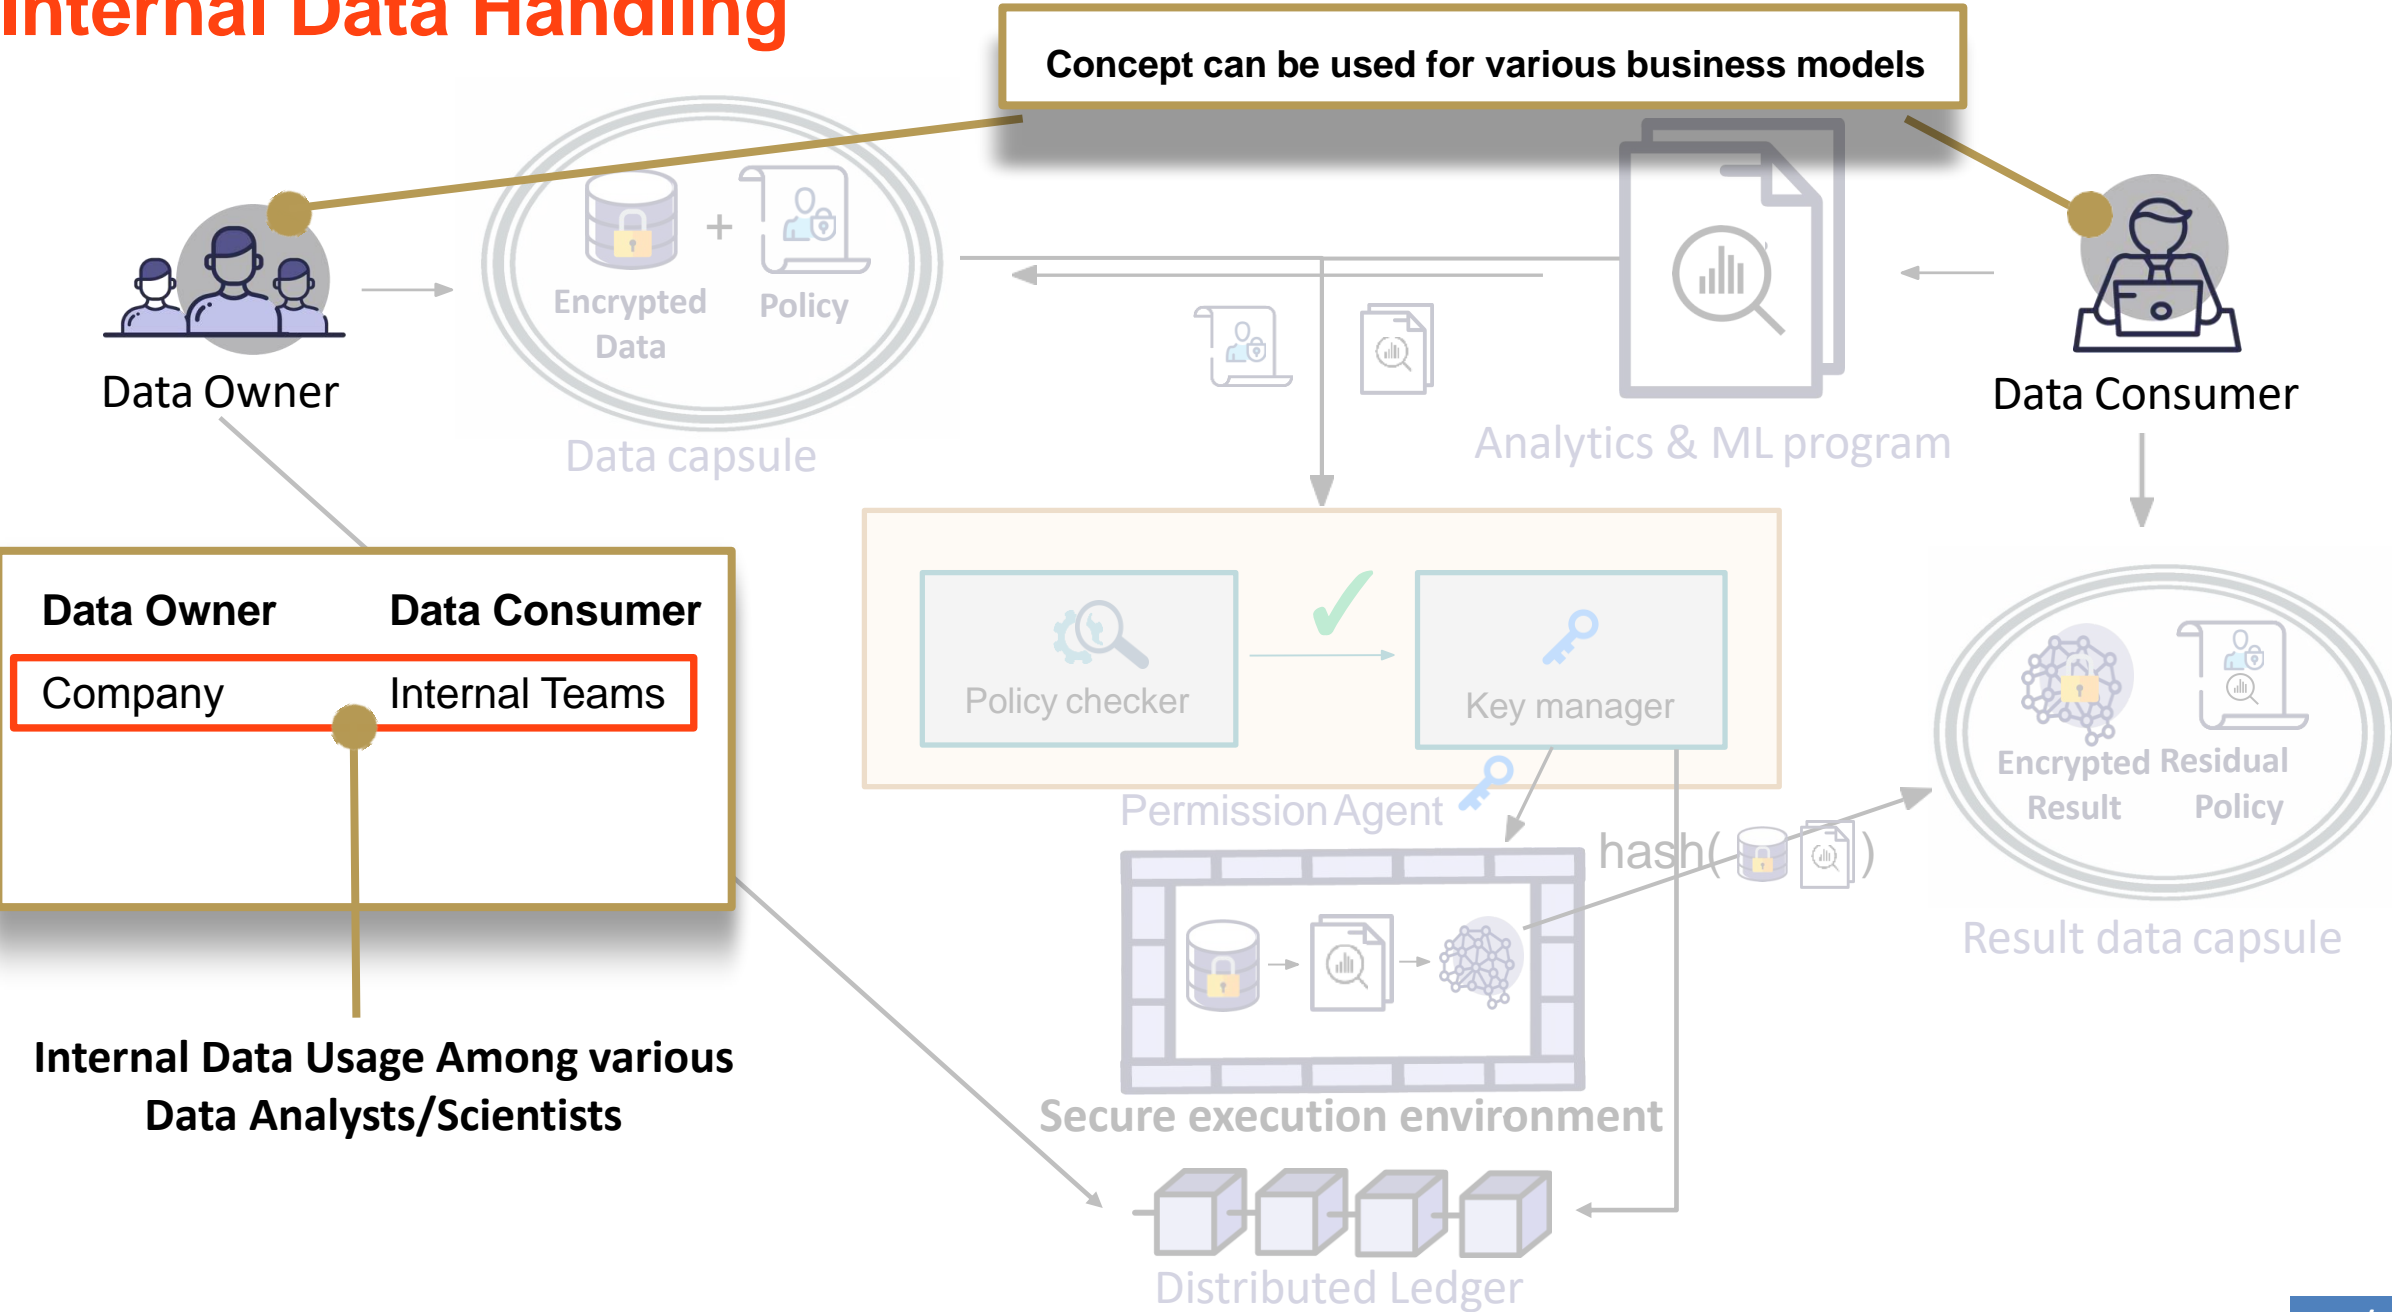 Internal Data Handling
Concept can be used for various business models
+
Encrypted
Data
Policy
Data Owner
Data capsule
Analytics & ML program
Data Consumer
Data Owner Data Consumer
Company Internal Teams
Policy checker
Key manager
Permission Agent
hash( )
Encrypted
Result
Residual
Policy
Result data capsule
Internal Data Usage Among various
Data Analysts/Scientists
Secure execution environment
Distributed Ledger